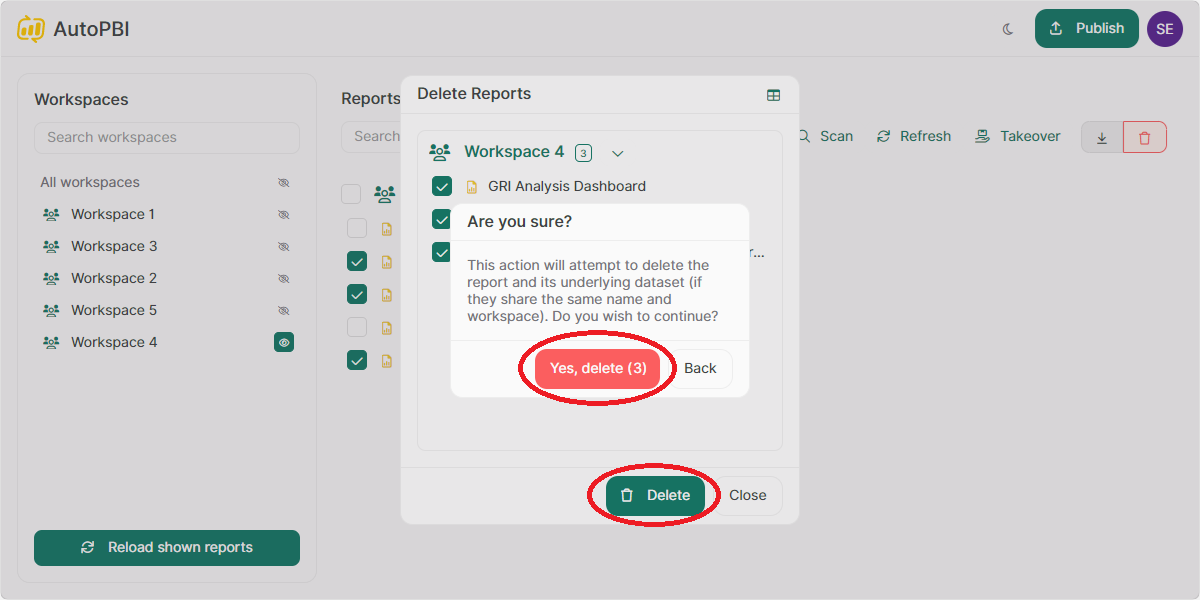 AutoPBI
Publish
SE
Workspaces
Search workspaces
All workspaces
Workspace 1
Workspace 3
Workspace 2
Workspace 5
Workspace 4
Reload shown reports
Reports
Search
Scan
Refresh
Takeover
Delete Reports
Workspace 4 3
GRI Analysis Dashboard
r...
Are you sure?
This action will attempt to delete the
report and its underlying dataset (if
they share the same name and
workspace). Do you wish to continue?
Yes, delete (3)
Back
Delete
Close